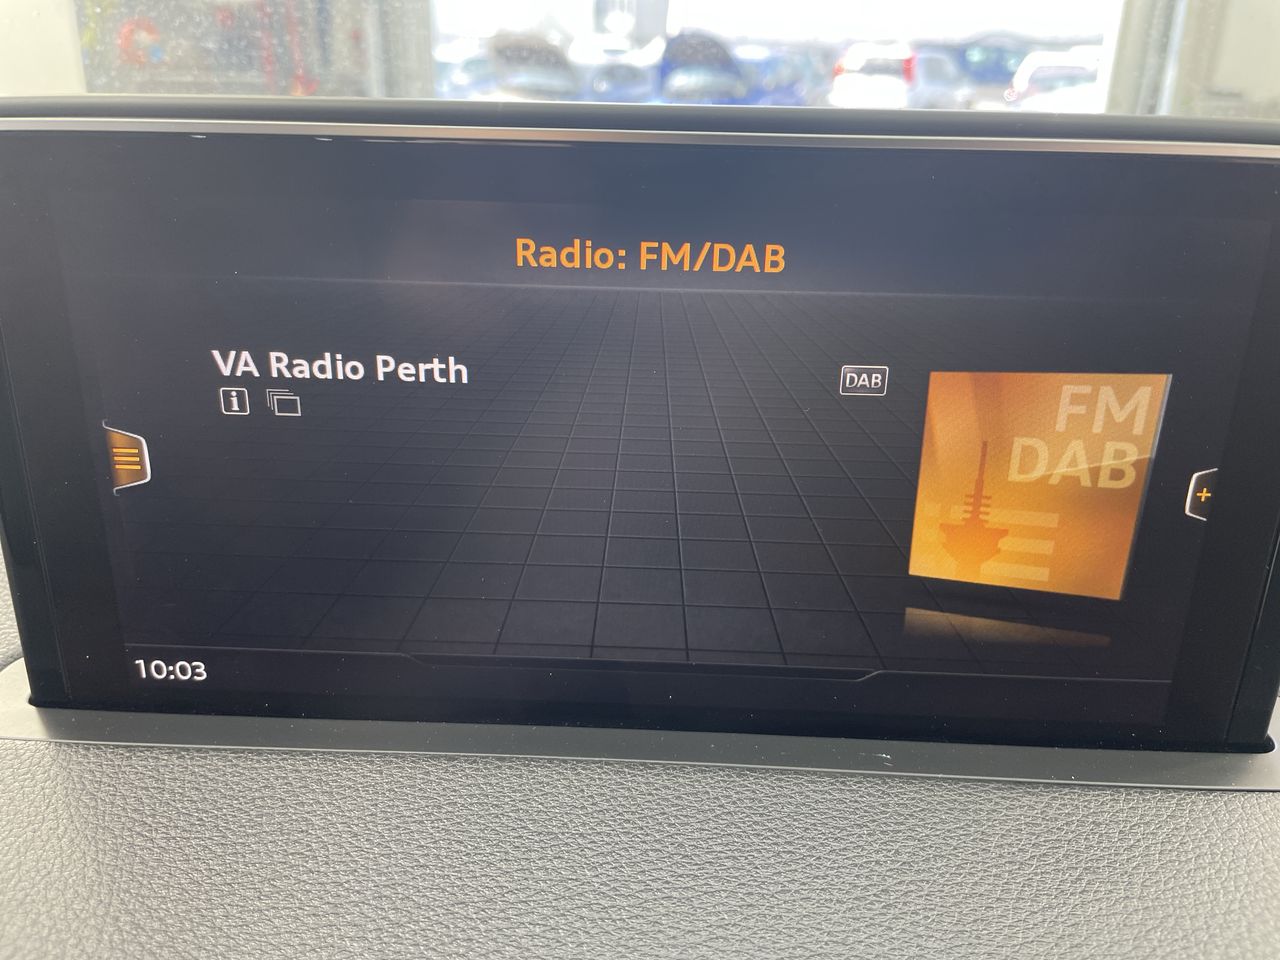 Radio: FM/DAB
VA Radio Perth
DAB
i
FM
DAB
+
10:03